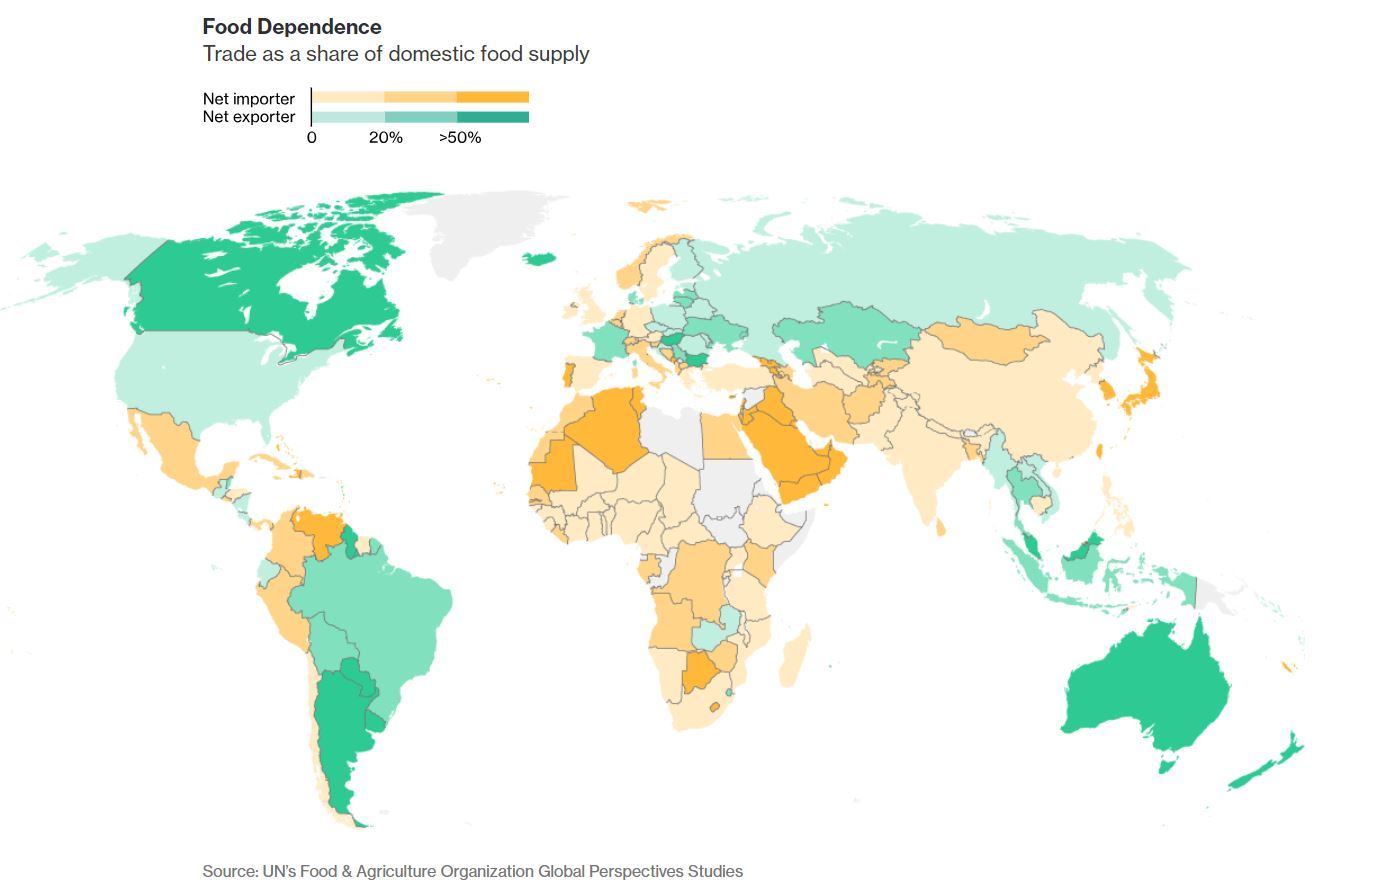 Food Dependence
Trade as a share of domestic food supply
Net importer
Net exporter
0 20% >50%
Source: UN's Food & Agriculture Organization Global Perspectives Studies